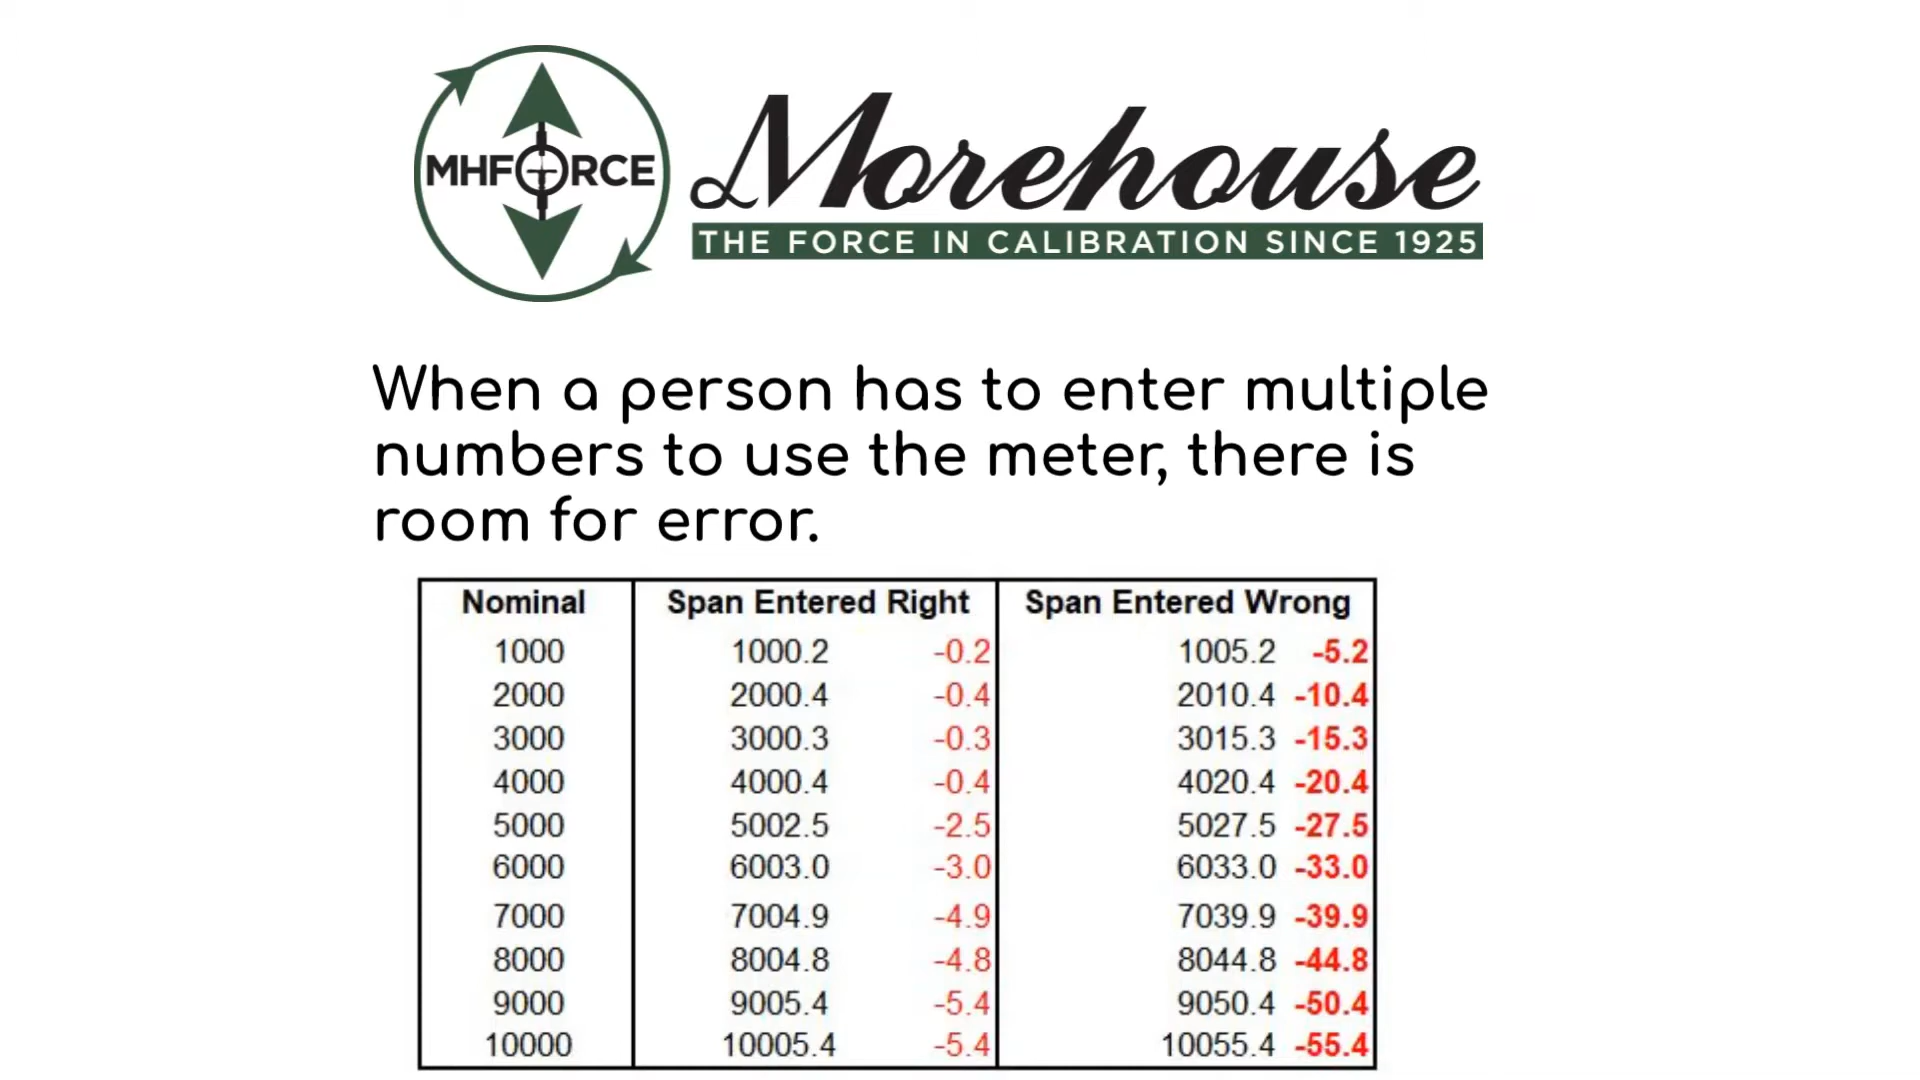 MHFORCE
Morehouse
THE FORCE IN CALIBRATION SINCE 1925
When a person has to enter multiple
numbers to use the meter, there is
room for error.
Nominal Span Entered Right Span Entered Wrong
1000 1000.2 -0.2 1005.2 -5.2
2000 2000.4 -0.4 2010.4 -10.4
3000 3000.3 -0.3 3015.3 -15.3
4000 4000.4 -0.4 4020.4 -20.4
5000 5002.5 -2.5 5027.5 -27.5
6000 6003.0 -3.0 6033.0 -33.0
7000 7004.9 -4.9 7039.9 -39.9
8000 8004.8 -4.8 8044.8 -44.8
9000 9005.4 -5.4 9050.4 -50.4
10000 10005.4 -5.4 10055.4 -55.4